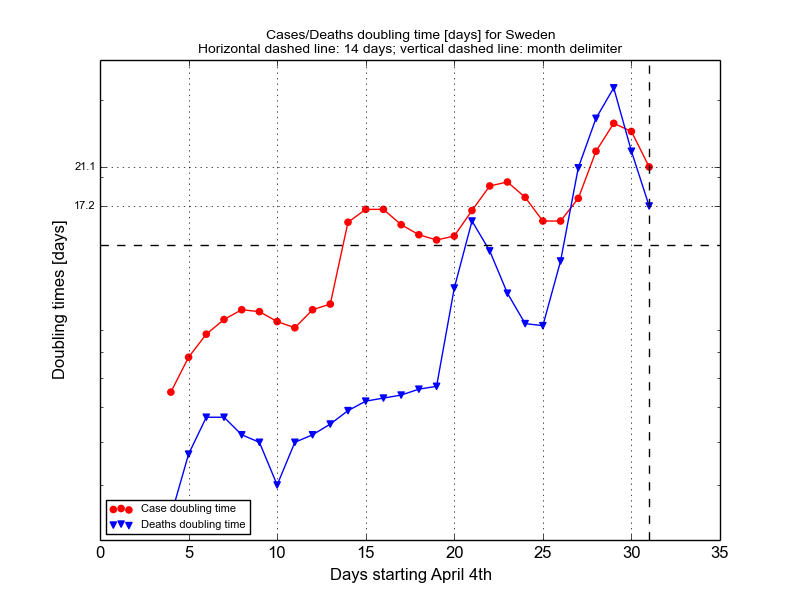 Cases/Deaths doubling time [days] for Sweden
Horizontal dashed line: 14 days; vertical dashed line: month delimiter
21.1
17.2
Doubling times [days]
Case doubling time
Deaths doubling time
0 5 10 15 20 25 30 35
Days starting April 4th